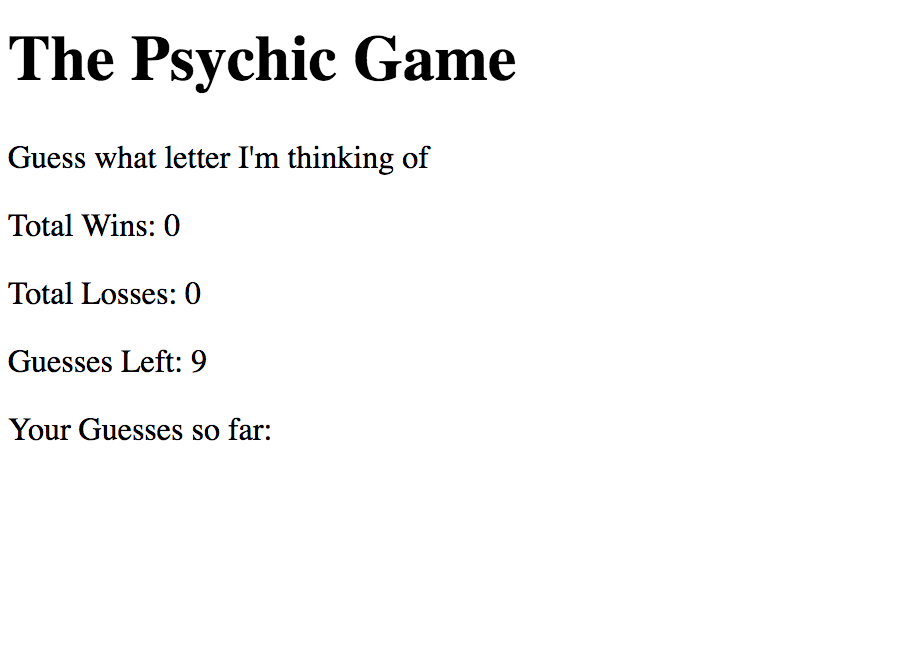 The Psychic Game
Guess what letter I'm thinking of
Total Wins: 0
Total Losses: 0
Guesses Left: 9
Your Guesses so far: